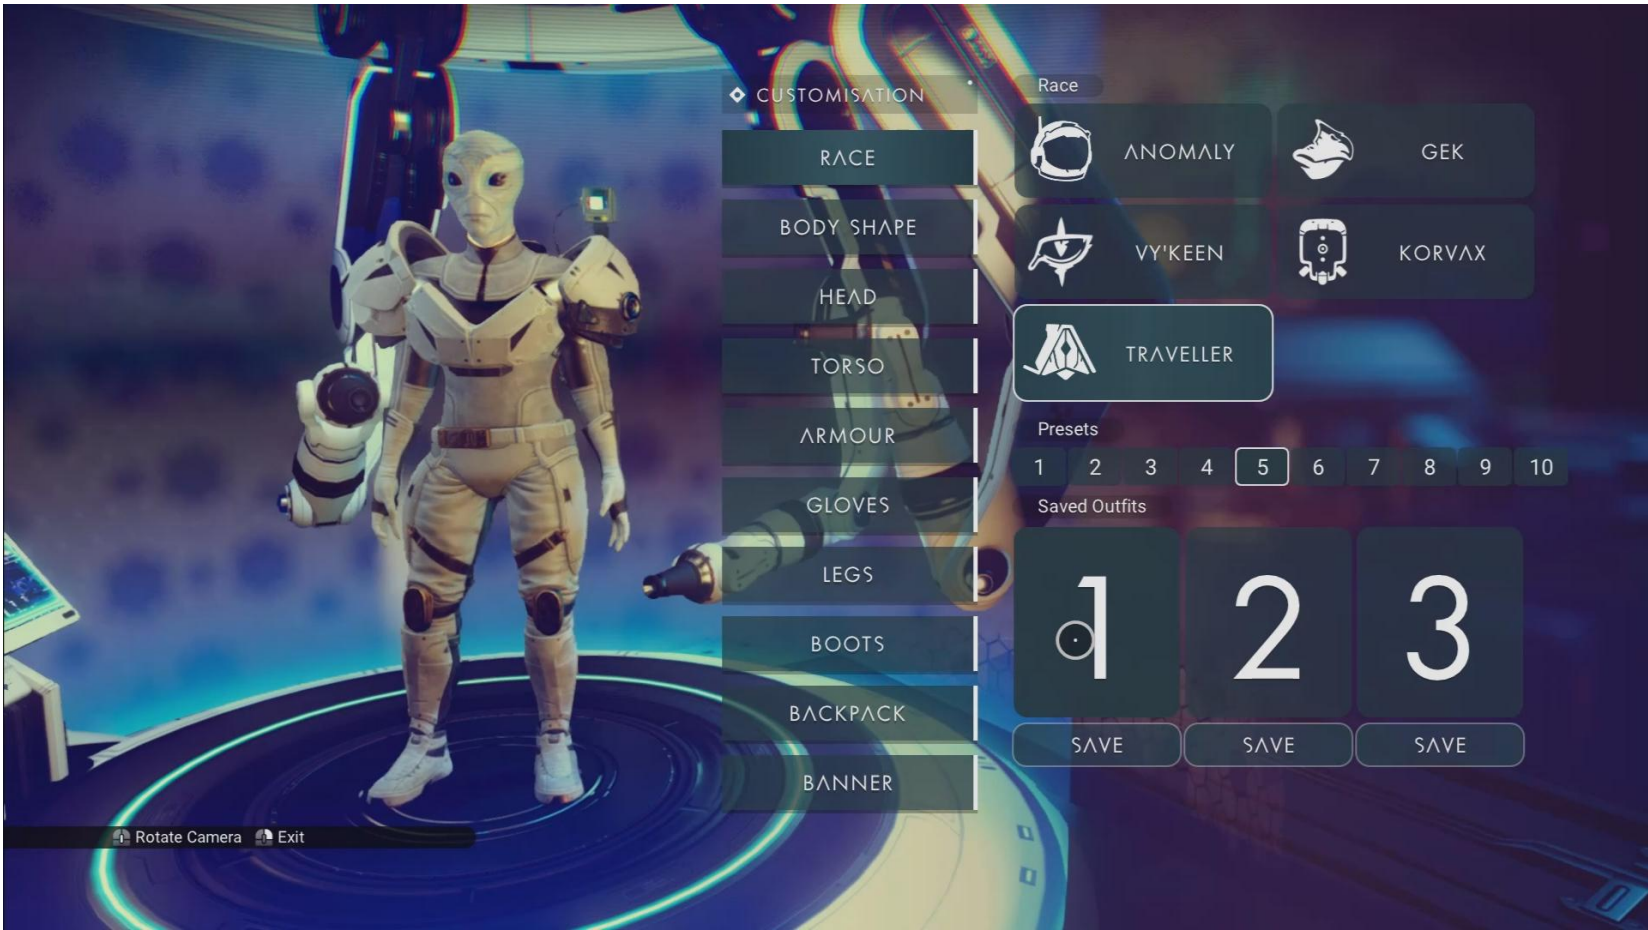 CUSTOMISATION
RACE
BODY SHAPE
HEAD
TORSO
ARMOUR
GLOVES
LEGS
BOOTS
BACKPACK
BANNER
Race
ANOMALY
GEK
VY'KEEN
KORVAX
TRAVELLER
Presets
1 2 3 4 5 6 7 8 9 10
Saved Outfits
1 2 3
SAVE SAVE SAVE
Rotate Camera Exit